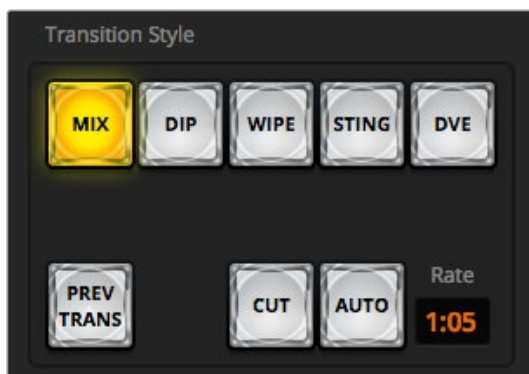 Transition Style
MIX
DIP
WIPE
STING
DVE
PREV
TRANS
CUT
AUTO
Rate
1:05